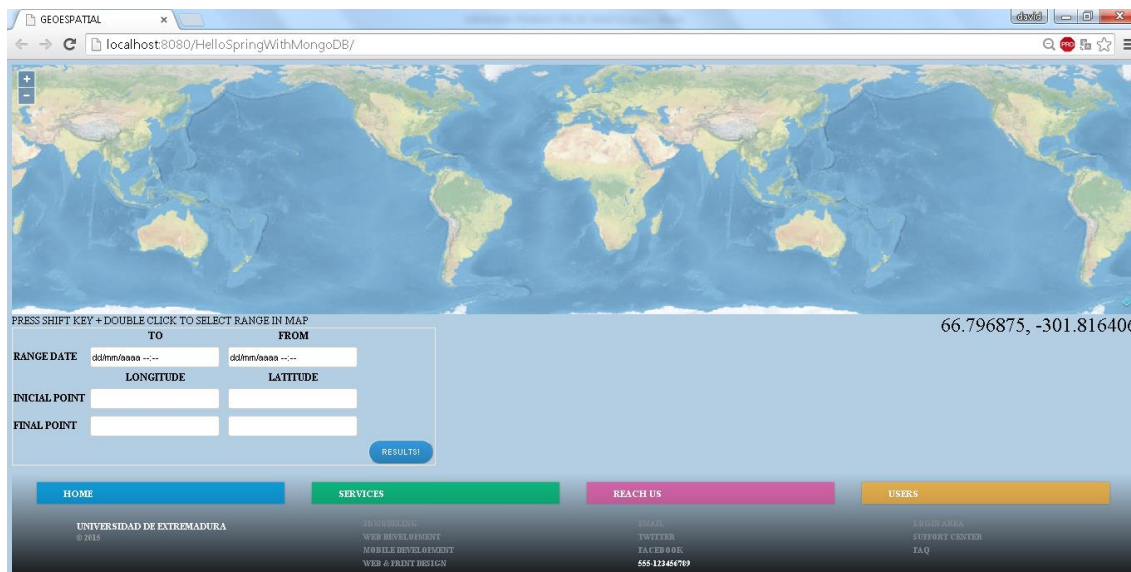 GEOESPATIAL
david
localhost:8080/HelloSpringWithMongoDB/
PRO
+
-
PRESS SHIFT KEY + DOUBLE CLICK TO SELECT RANGE IN MAP
66.796875, -301.816406
TO FROM
RANGE DATE dd/mm/aaaa --:-- dd/mm/aaaa --:--
LONGITUDE LATITUDE
INICIAL POINT
FINAL POINT
RESULTS!
HOME SERVICES REACH US USERS
UNIVERSIDAD DE EXTREMADURA EMAIL LOGIN AREA
© 2015 WEB DEVELOPMENT TWITTER SUPPORT CENTER
MOBILE DEVELOPMENT FACEBOOK FAQ
WEB & PRINT DESIGN 555-123456789